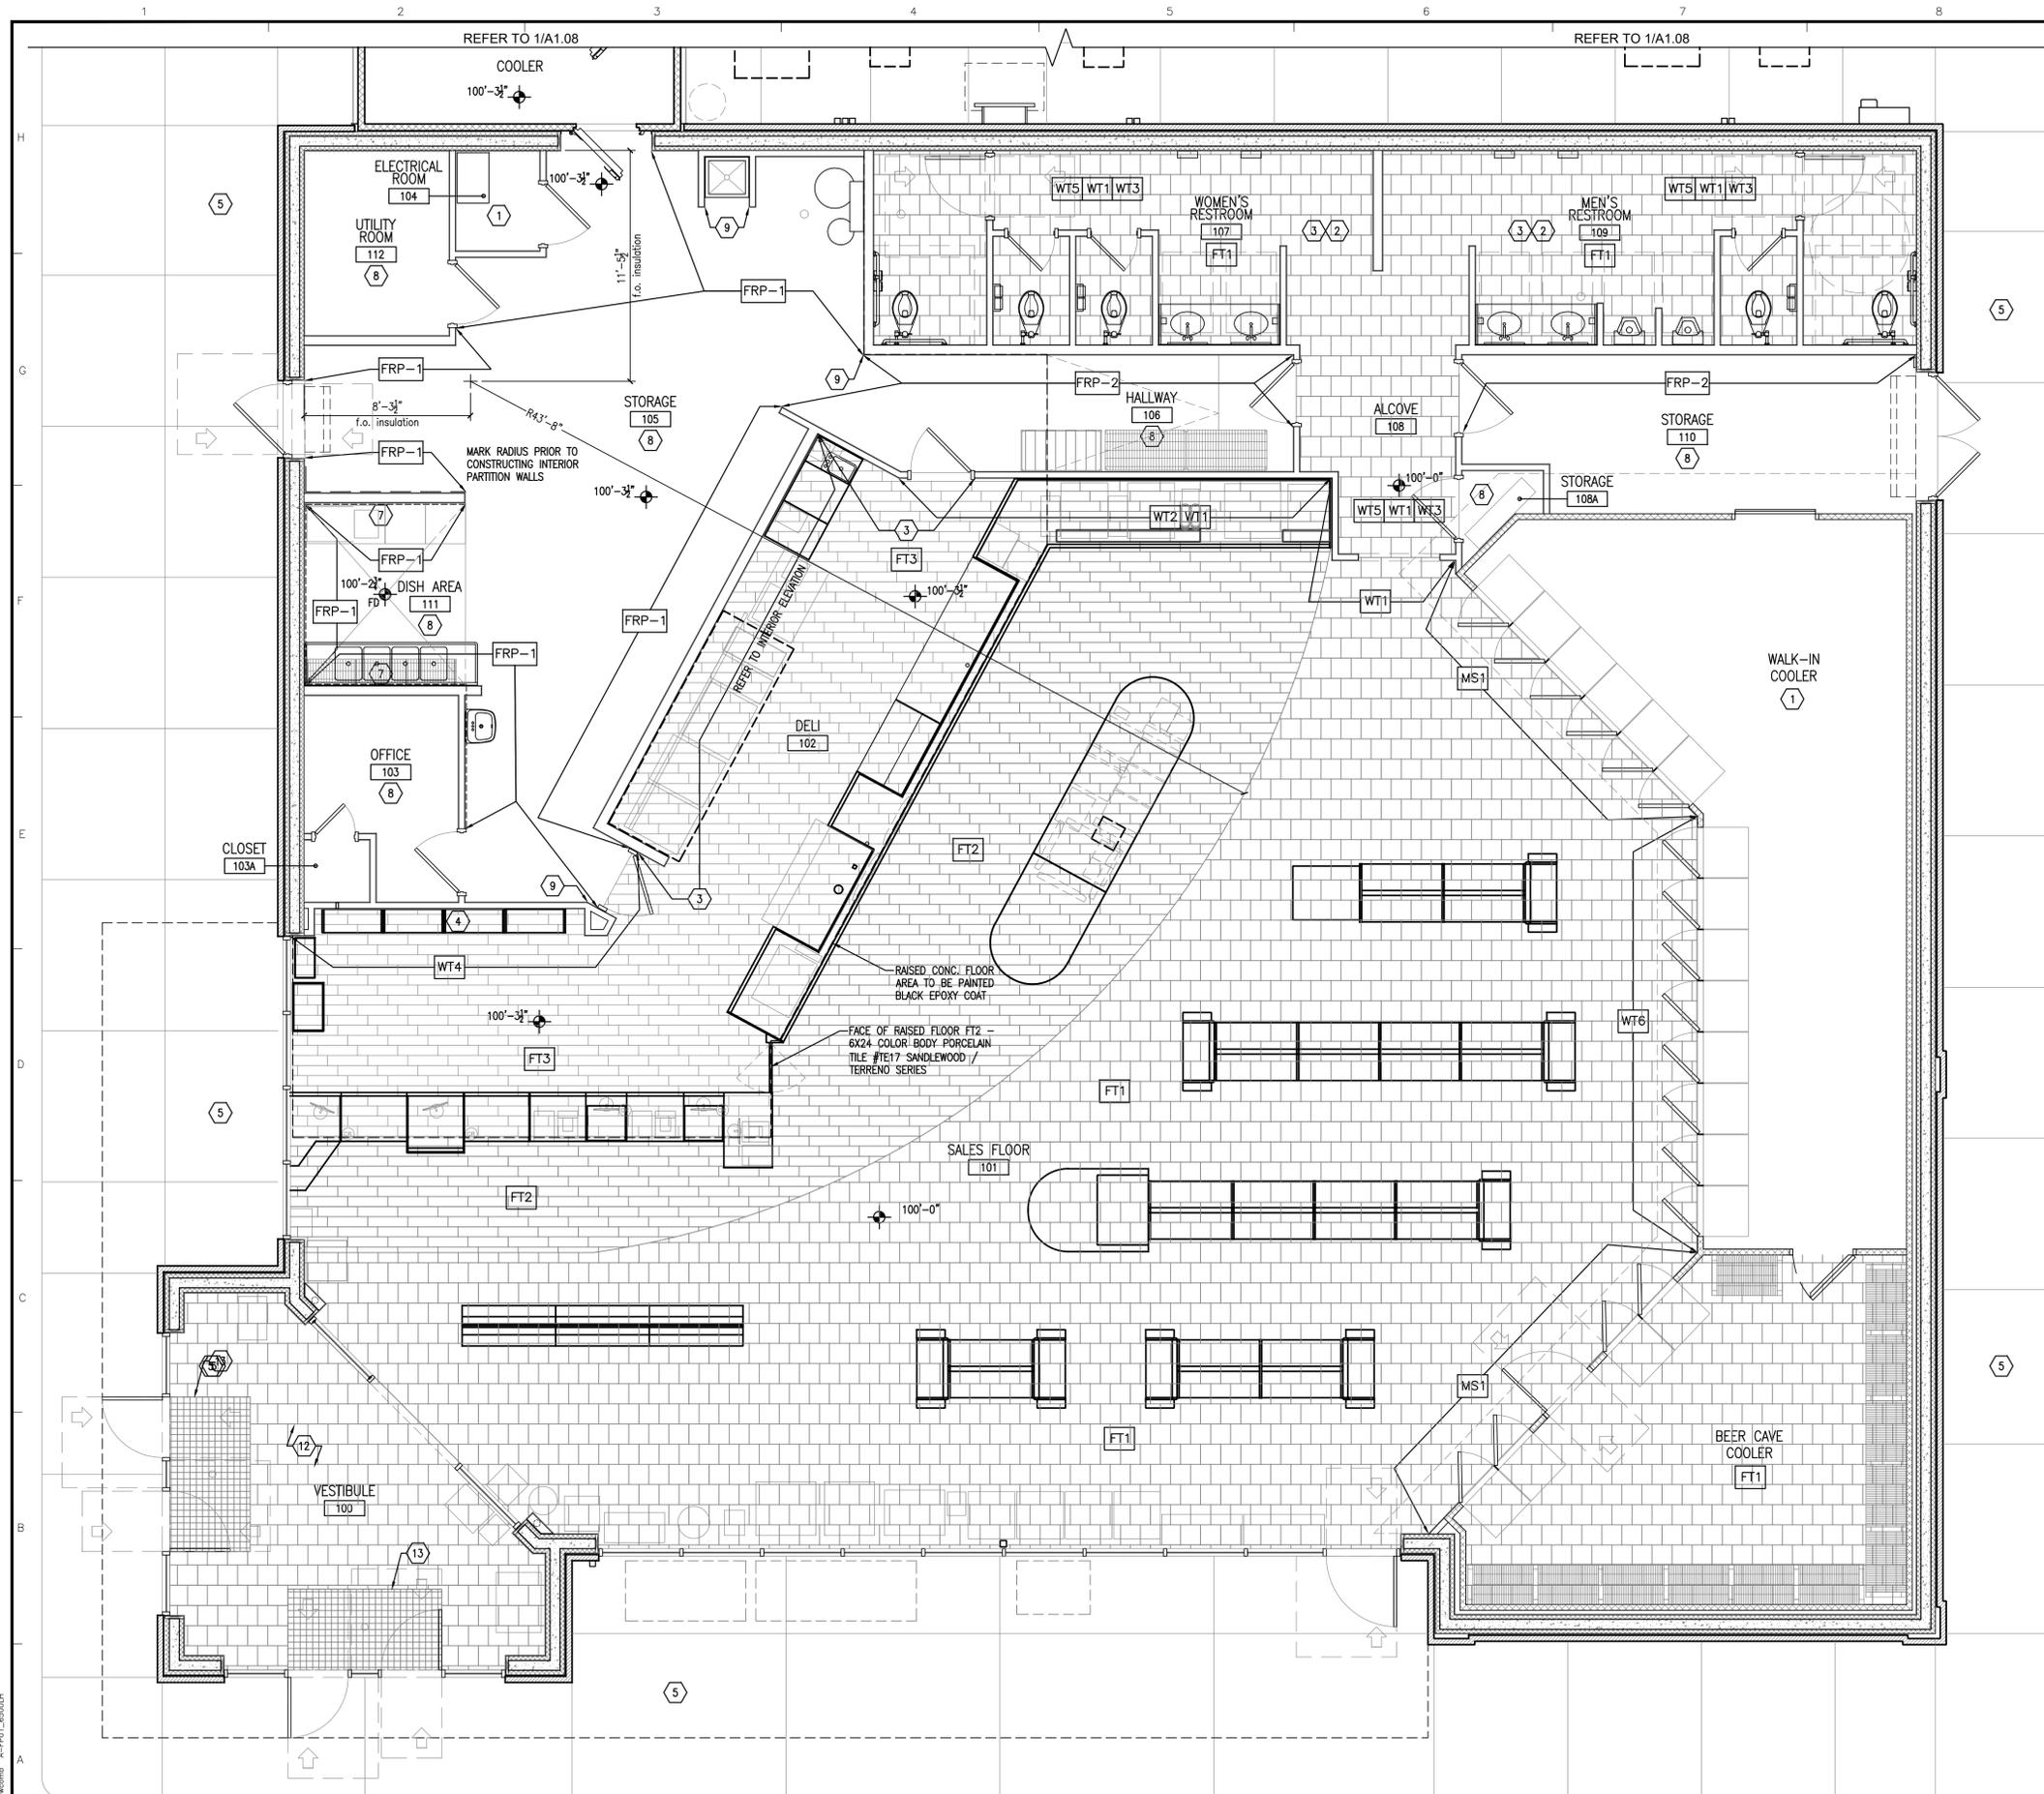 1 2 3 4 5 6 7 8
REFER TO 1/A1.08
REFER TO 1/A1.08
COOLER
100'-3½"
H
ELECTRICAL
ROOM
104
1
100'-3½"
UTILITY
ROOM
112
8
5
9
11'-5½"
f.o. insulation
FRP-1
WT5 WT1 WT3
WOMEN'S
RESTROOM
107
FT1
3 2
3 2
MEN'S
RESTROOM
109
FT1
WT5 WT1 WT3
5
G
FRP-1
8'-3½"
f.o. insulation
R43'-8"
STORAGE
105
8
9
FRP-2
HALLWAY
106
8
ALCOVE
108
FRP-2
STORAGE
110
8
FRP-1
MARK RADIUS PRIOR TO
CONSTRUCTING INTERIOR
PARTITION WALLS
100'-3½"
100'-0"
8
STORAGE
108A
7
3
WT2 WT1
WT5 WT1 WT3
FRP-1
FT3
F
DISH AREA
111
8
FD
FRP-1
100'-3½"
FRP-1
REFER TO INTERIOR ELEVATION
WT1
FRP-1
7
MS1
WALK-IN
COOLER
1
DELI
102
OFFICE
103
8
E
CLOSET
103A
FT2
9
3
4
WT4
RAISED CONC. FLOOR
AREA TO BE PAINTED
BLACK EPOXY COAT
100'-3½"
WT6
FACE OF RAISED FLOOR FT2 –
6X24 COLOR BODY PORCELAIN
TILE #TE17 SANDLEWOOD /
TERRENO SERIES
D
FT3
FT1
5
SALES FLOOR
101
FT2
100'-0"
C
5
MS1
FT1
12
BEER CAVE
COOLER
FT1
VESTIBULE
100
B
13
5
A